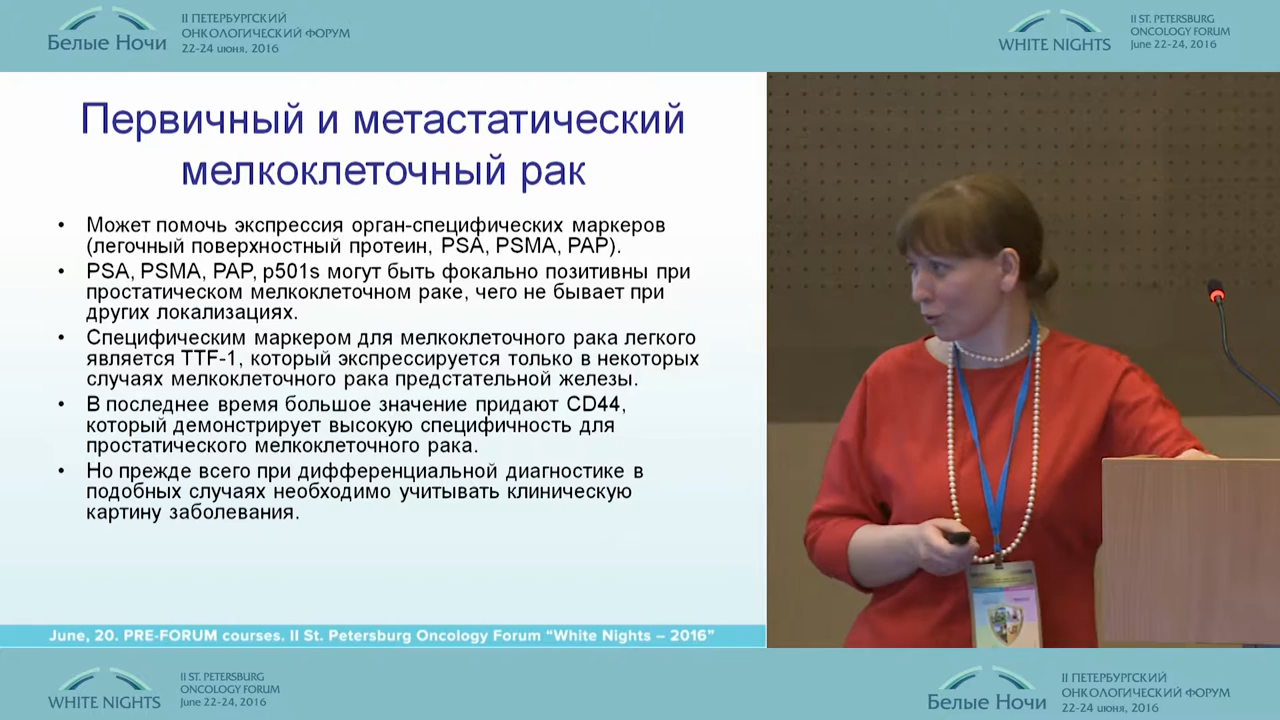 Белые Ночи
II ПЕТЕРБУРГСКИЙ
ОНКОЛОГИЧЕСКИЙ ФОРУМ
22-24 июня, 2016
WHITE NIGHTS
II ST. PETERSBURG
ONCOLOGY FORUM
June 22-24, 2016
Первичный и метастатический
мелкоклеточный рак
• Может помочь экспрессия орган-специфических маркеров
(легочный поверхностный протеин, PSA, PSMA, PAP).
• PSA, PSMA, PAP, p501s могут быть фокально позитивны при
простатическом мелкоклеточном раке, чего не бывает при
других локализациях.
• Специфическим маркером для мелкоклеточного рака легкого
является TTF-1, который экспрессируется только в некоторых
случаях мелкоклеточного рака предстательной железы.
• В последнее время большое значение придают CD44,
который демонстрирует высокую специфичность для
простатического мелкоклеточного рака.
• Но прежде всего при дифференциальной диагностике в
подобных случаях необходимо учитывать клиническую
картину заболевания.
June, 20. PRE-FORUM courses. II St. Petersburg Oncology Forum "White Nights – 2016"
WHITE NIGHTS
II ST. PETERSBURG
ONCOLOGY FORUM
June 22-24, 2016
Белые Ночи
II ПЕТЕРБУРГСКИЙ
ОНКОЛОГИЧЕСКИЙ ФОРУМ
22-24 июня, 2016